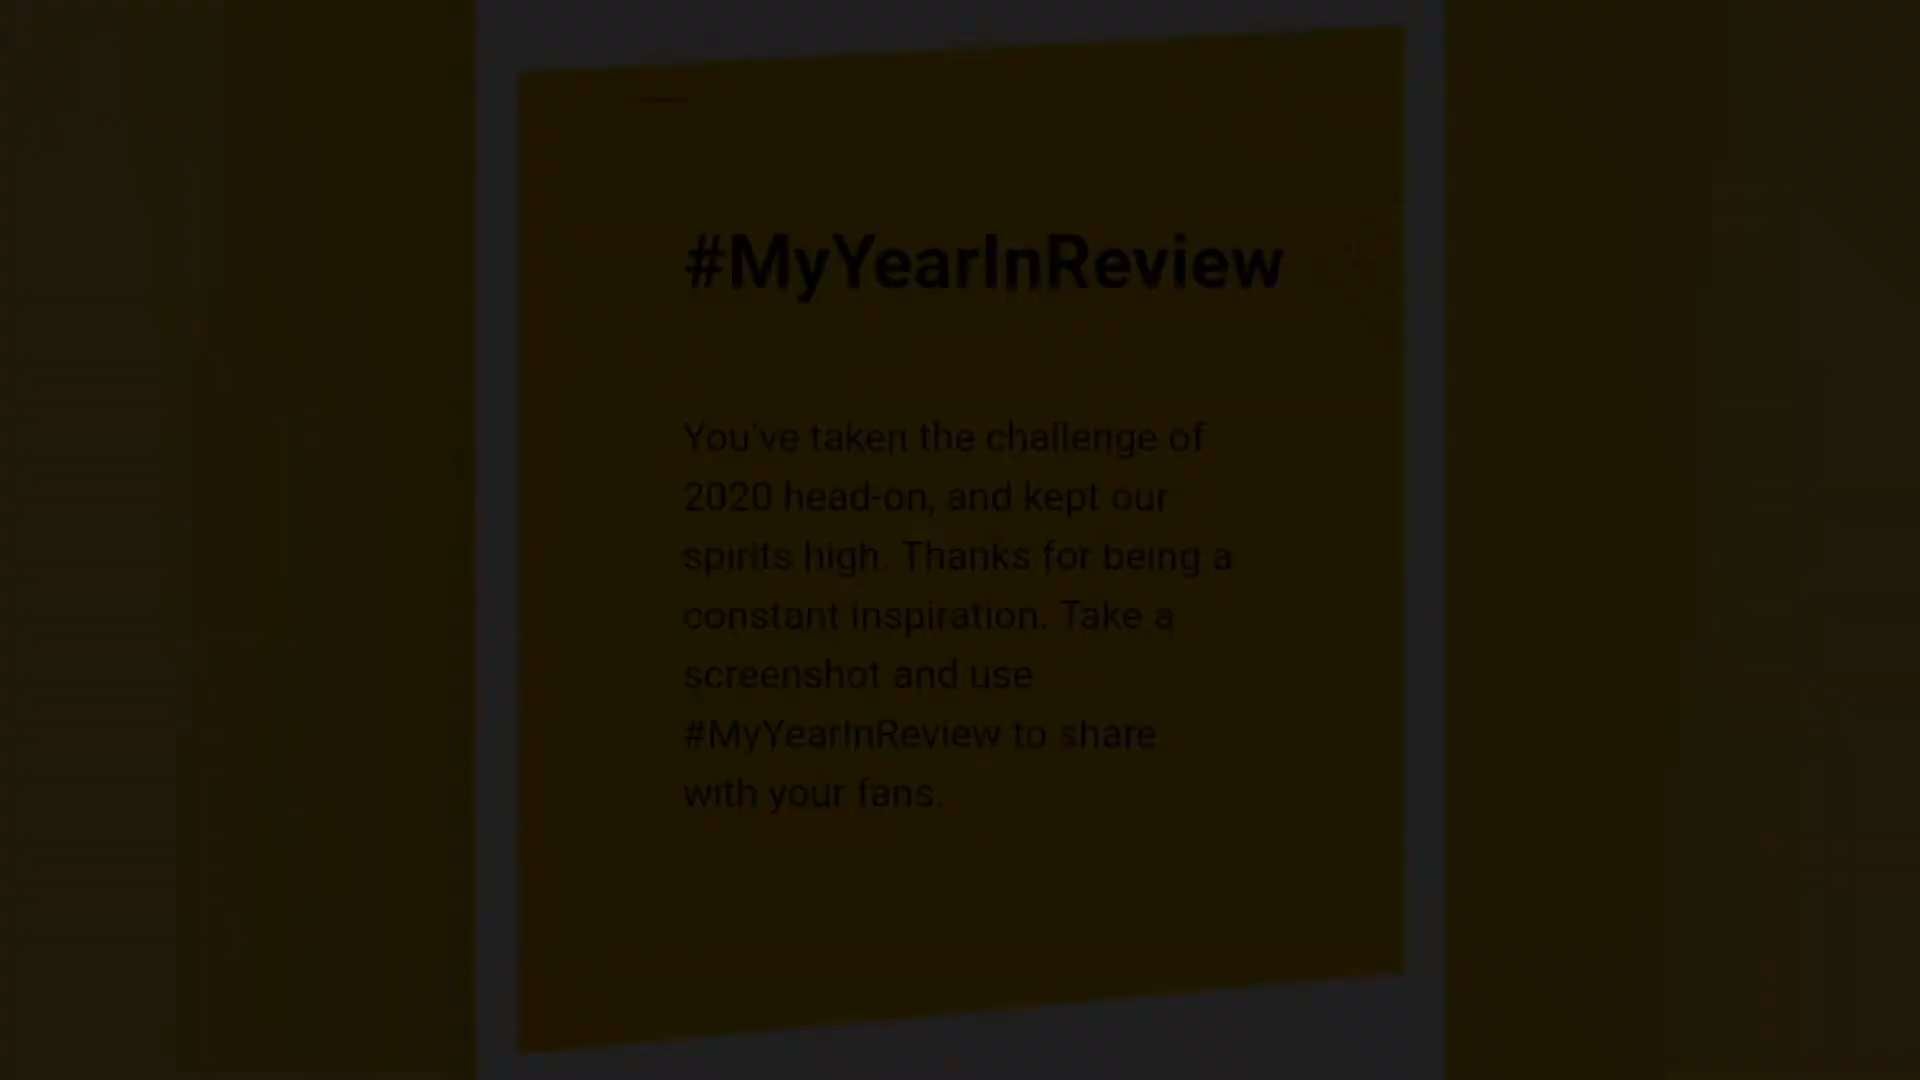 #MyYearInReview
You've taken the challenge of
2020 head-on, and kept our
spirits high. Thanks for being a
constant inspiration. Take a
screenshot and use
#MyYearInReview to share
with your fans.